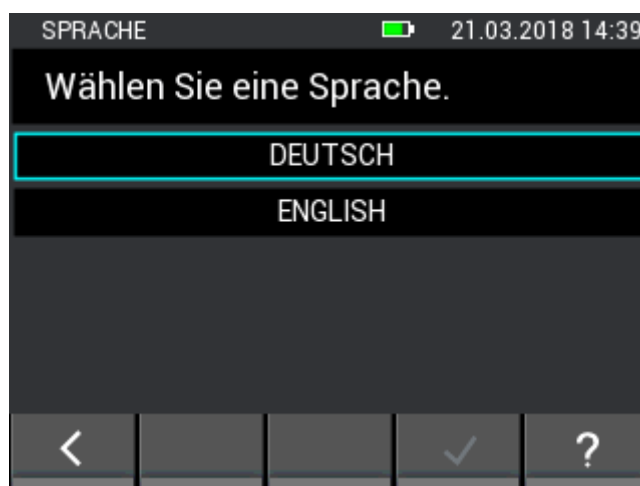 SPRACHE 21.03.2018 14:39
Wählen Sie eine Sprache.
DEUTSCH
ENGLISH
?